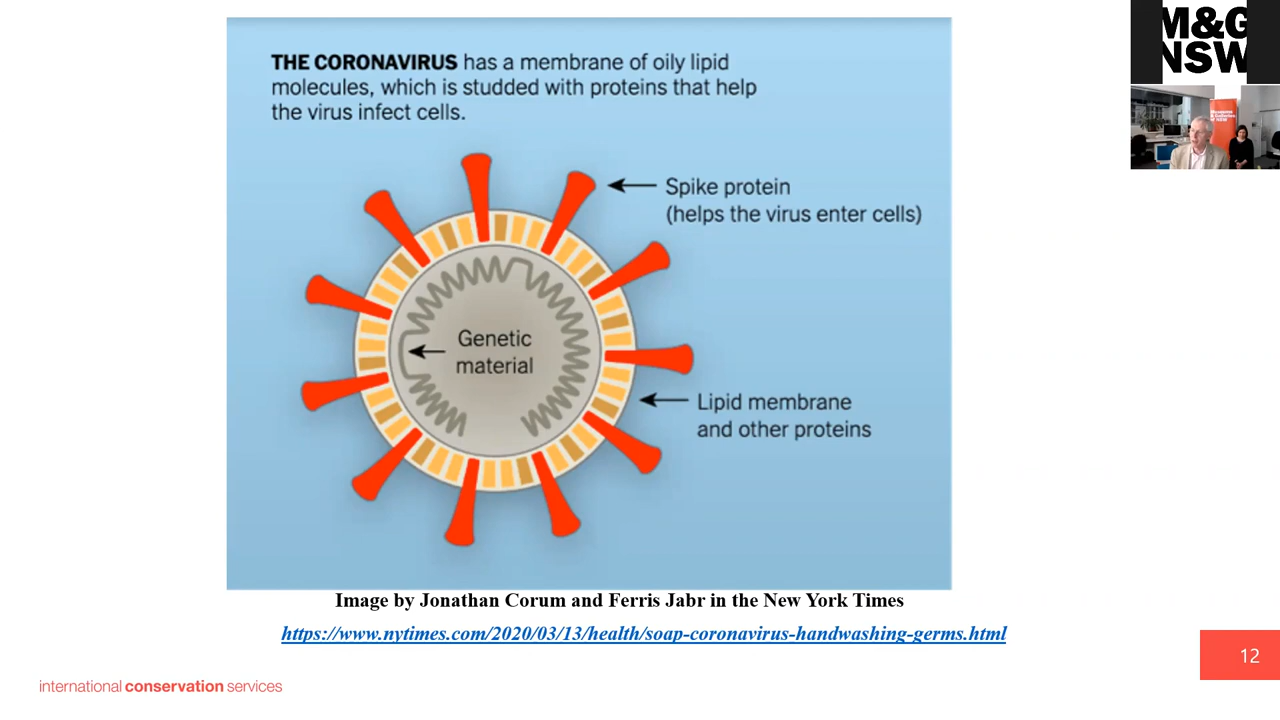 THE CORONAVIRUS has a membrane of oily lipid
molecules, which is studded with proteins that help
the virus infect cells.
Spike protein
(helps the virus enter cells)
Genetic
material
Lipid membrane
and other proteins
Image by Jonathan Corum and Ferris Jabr in the New York Times
https://www.nytimes.com/2020/03/13/health/soap-coronavirus-handwashing-germs.html
international conservation services
12
M&G
NSW